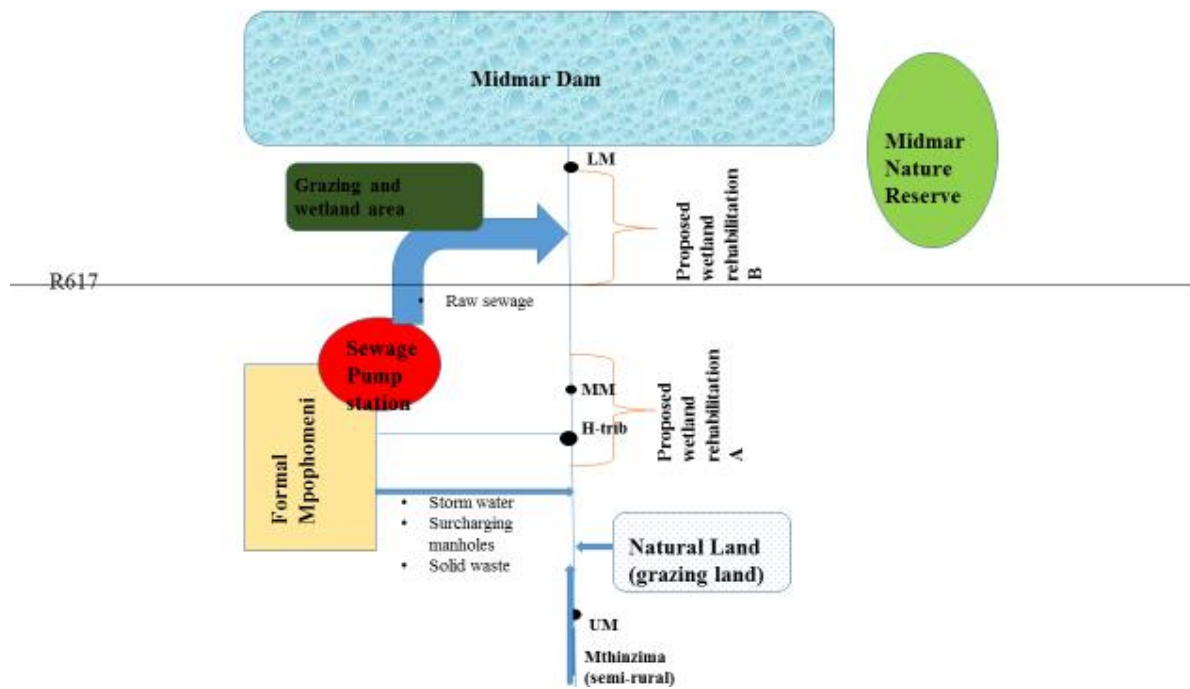 Midmar Dam
Midmar
Nature
Reserve
LM
Grazing and
wetland area
Proposed
wetland
rehabilitation
B
R617
• Raw sewage
Sewage
Pump
station
MM
H-trib
Proposed
wetland
rehabilitation
A
Formal
Mpophomeni
• Storm water
• Surcharging
manholes
• Solid waste
Natural Land
(grazing land)
UM
Mthinzima
(semi-rural)